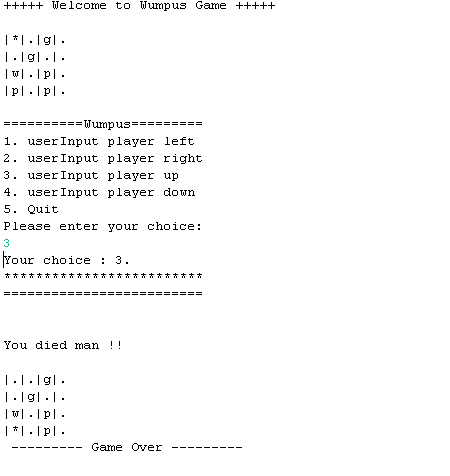 +++++ Welcome to Wumpus Game +++++
|*|.|g|.
|.|g|.|.
|w|.|p|.
|p|.|p|.
==========Wumpus=========
1. userInput player left
2. userInput player right
3. userInput player up
4. userInput player down
5. Quit
Please enter your choice:
3
Your choice : 3.
*************************
=========================
You died man !!
|.|.|g|.
|.|g|.|.
|w|.|p|.
|*|.|p|.
--------- Game Over ---------